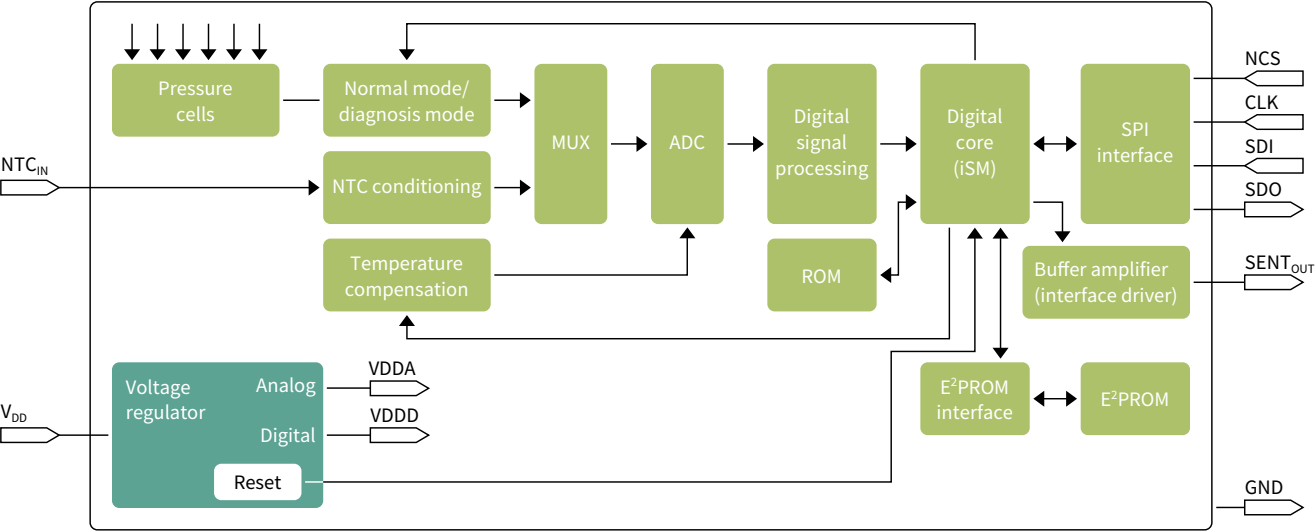 Pressure
cells
Normal mode/
diagnosis mode
MUX
ADC
Digital
signal
processing
Digital
core
(iSM)
SPI
interface
NCS
CLK
SDI
SDO
NTCIN
NTC conditioning
Temperature
compensation
ROM
Buffer amplifier
(interface driver)
SENTOUT
Voltage
regulator
Analog
Digital
Reset
VDDA
VDDD
VDD
E²PROM
interface
E²PROM
GND